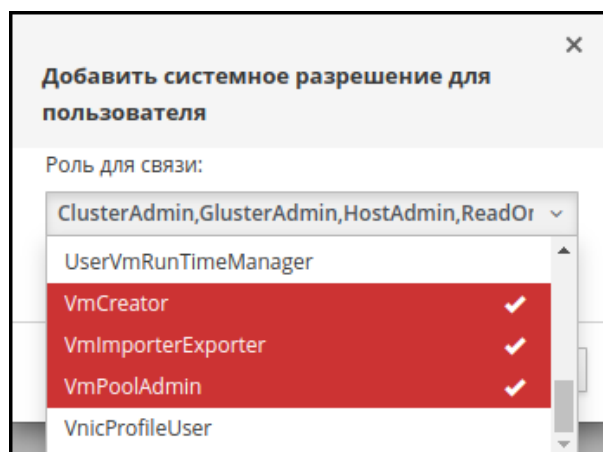 Добавить системное разрешение для
пользователя
Роль для связи:
ClusterAdmin,GlusterAdmin,HostAdmin,ReadOr
UserVmRunTimeManager
VmCreator
VmImporterExporter
VmPoolAdmin
VnicProfileUser